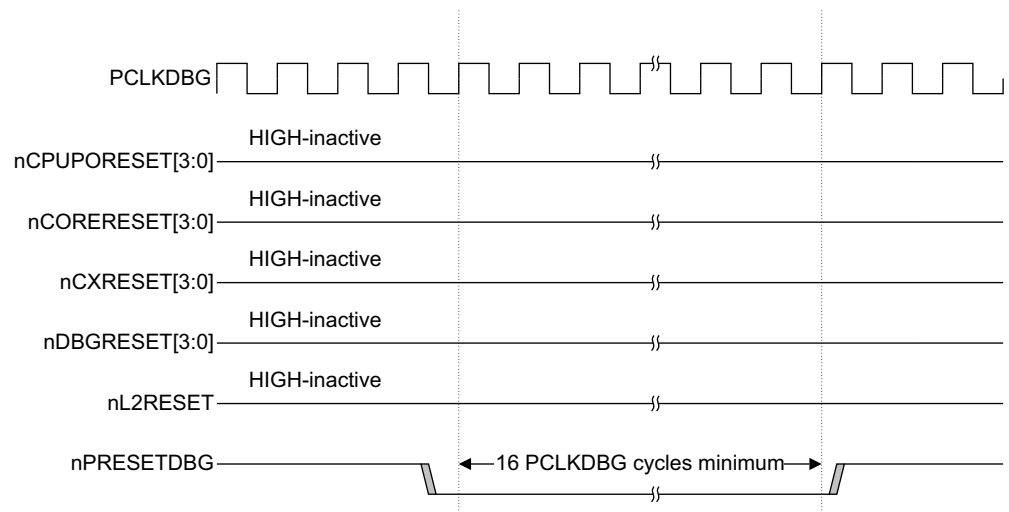 PCLKDBG
HIGH-inactive
nCPUPORESET[3:0]
HIGH-inactive
nCORERESET[3:0]
HIGH-inactive
nCXRESET[3:0]
HIGH-inactive
nDBGRESET[3:0]
HIGH-inactive
nL2RESET
nPRESETDBG 16 PCLKDBG cycles minimum